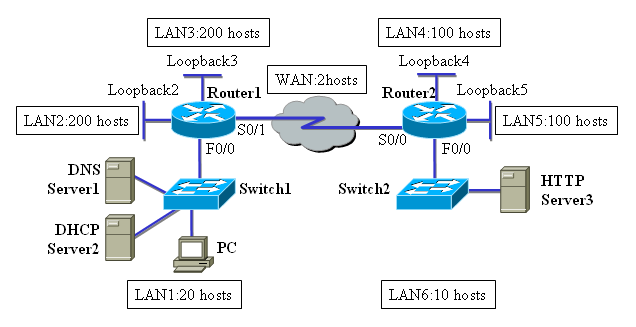 LAN3:200 hosts
LAN4:100 hosts
Loopback3
Loopback4
WAN:2hosts
Loopback2
Router1
Router2
Loopback5
LAN2:200 hosts
S0/1
LAN5:100 hosts
S0/0
F0/0
F0/0
DNS
Server1
Switch1
Switch2
HTTP
Server3
DHCP
Server2
PC
LAN1:20 hosts
LAN6:10 hosts